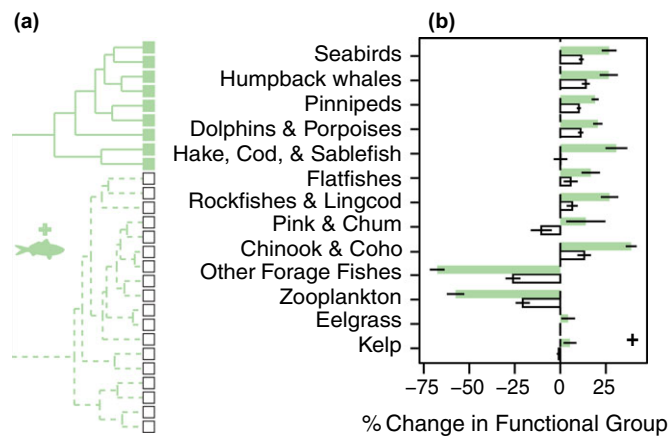 (a)
(b)
Seabirds
Humpback whales
Pinnipeds
Dolphins & Porpoises
Hake, Cod, & Sablefish
Flatfishes
Rockfishes & Lingcod
Pink & Chum
Chinook & Coho
Other Forage Fishes
Zooplankton
Eelgrass
Kelp
+
+
−75 −50 −25 0 25
% Change in Functional Group